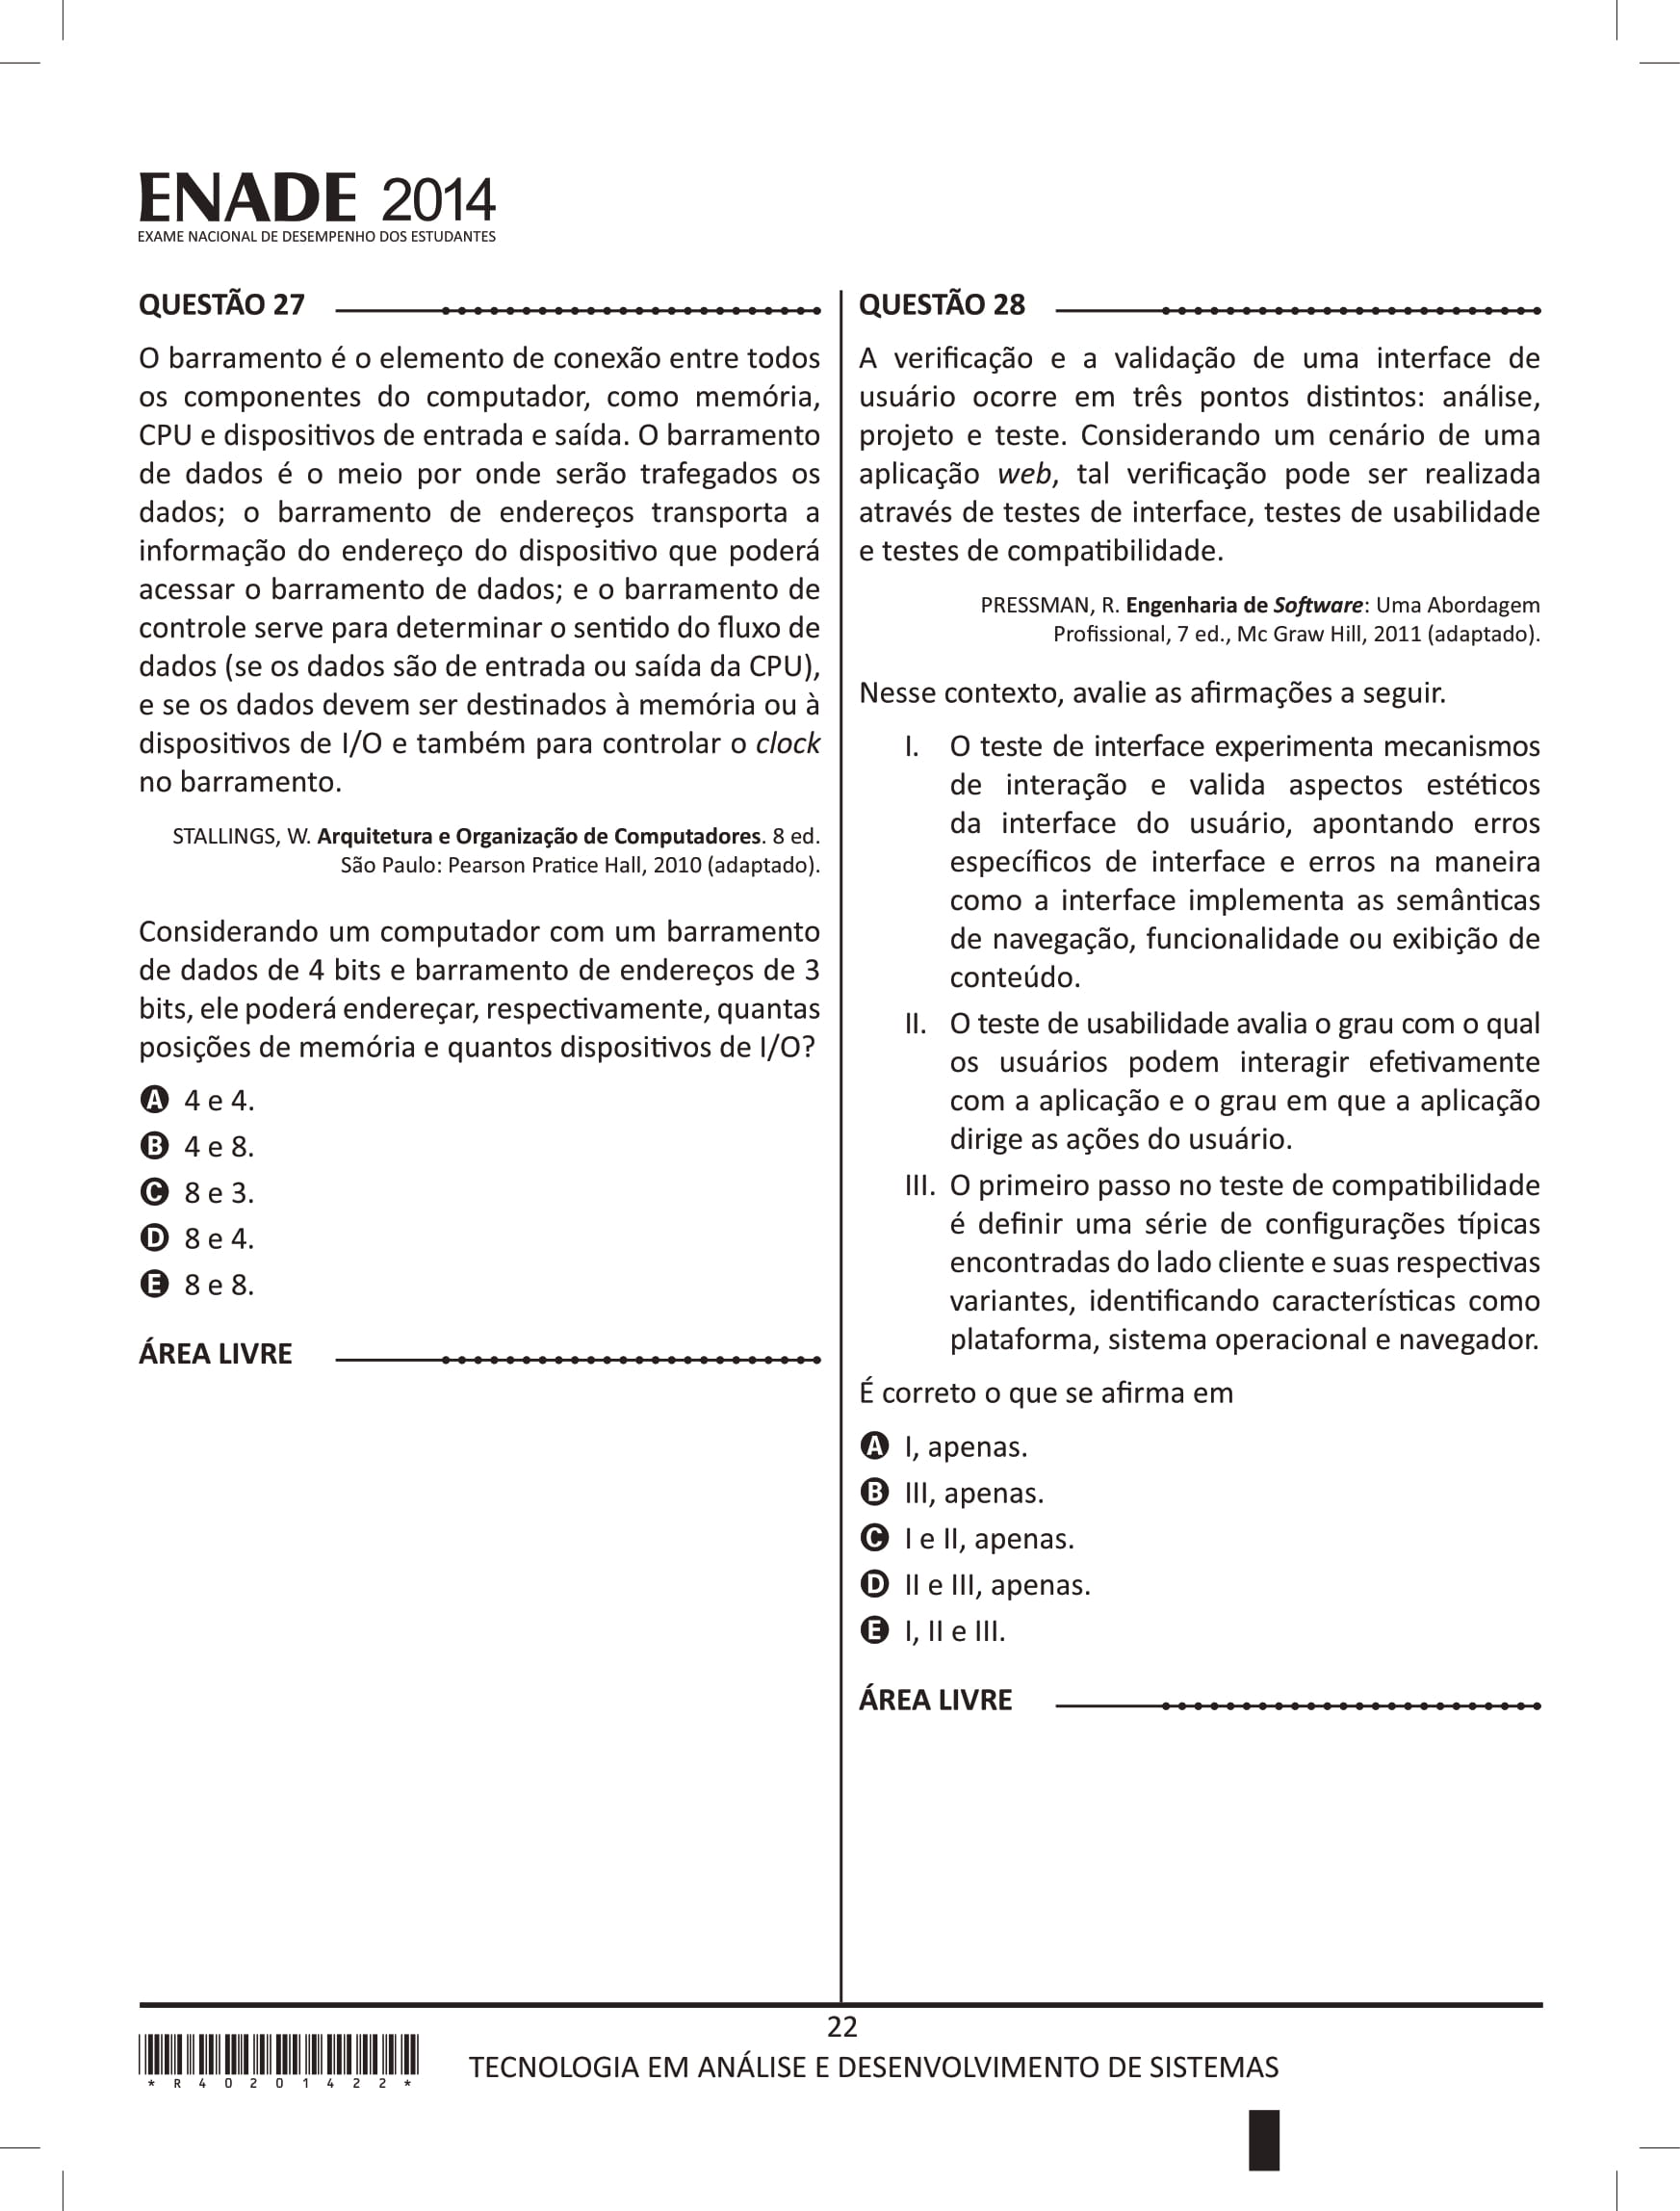 ENADE 2014
EXAME NACIONAL DE DESEMPENHO DOS ESTUDANTES
QUESTÃO 27
O barramento é o elemento de conexão entre todos
os componentes do computador, como memória,
CPU e dispositivos de entrada e saída. O barramento
de dados é o meio por onde serão trafegados os
dados; o barramento de endereços transporta a
informação do endereço do dispositivo que poderá
acessar o barramento de dados; e o barramento de
controle serve para determinar o sentido do fluxo de
dados (se os dados são de entrada ou saída da CPU),
e se os dados devem ser destinados à memória ou à
dispositivos de I/O e também para controlar o clock
no barramento.
STALLINGS, W. Arquitetura e Organização de Computadores. 8 ed.
São Paulo: Pearson Pratice Hall, 2010 (adaptado).
Considerando um computador com um barramento
de dados de 4 bits e barramento de endereços de 3
bits, ele poderá endereçar, respectivamente, quantas
posições de memória e quantos dispositivos de I/O?
A 4 e 4.
B 4 e 8.
C 8 e 3.
D 8 e 4.
E 8 e 8.
ÁREA LIVRE
QUESTÃO 28
A verificação e a validação de uma interface de
usuário ocorre em três pontos distintos: análise,
projeto e teste. Considerando um cenário de uma
aplicação web, tal verificação pode ser realizada
através de testes de interface, testes de usabilidade
e testes de compatibilidade.
PRESSMAN, R. Engenharia de Software: Uma Abordagem
Profissional, 7 ed., Mc Graw Hill, 2011 (adaptado).
Nesse contexto, avalie as afirmações a seguir.
I. O teste de interface experimenta mecanismos
de interação e valida aspectos estéticos
da interface do usuário, apontando erros
específicos de interface e erros na maneira
como a interface implementa as semânticas
de navegação, funcionalidade ou exibição de
conteúdo.
II. O teste de usabilidade avalia o grau com o qual
os usuários podem interagir efetivamente
com a aplicação e o grau em que a aplicação
dirige as ações do usuário.
III. O primeiro passo no teste de compatibilidade
é definir uma série de configurações típicas
encontradas do lado cliente e suas respectivas
variantes, identificando características como
plataforma, sistema operacional e navegador.
É correto o que se afirma em
A I, apenas.
B III, apenas.
C I e II, apenas.
D II e III, apenas.
E I, II e III.
ÁREA LIVRE
22
TECNOLOGIA EM ANÁLISE E DESENVOLVIMENTO DE SISTEMAS
* R 4 0 2 0 1 4 2 2 *